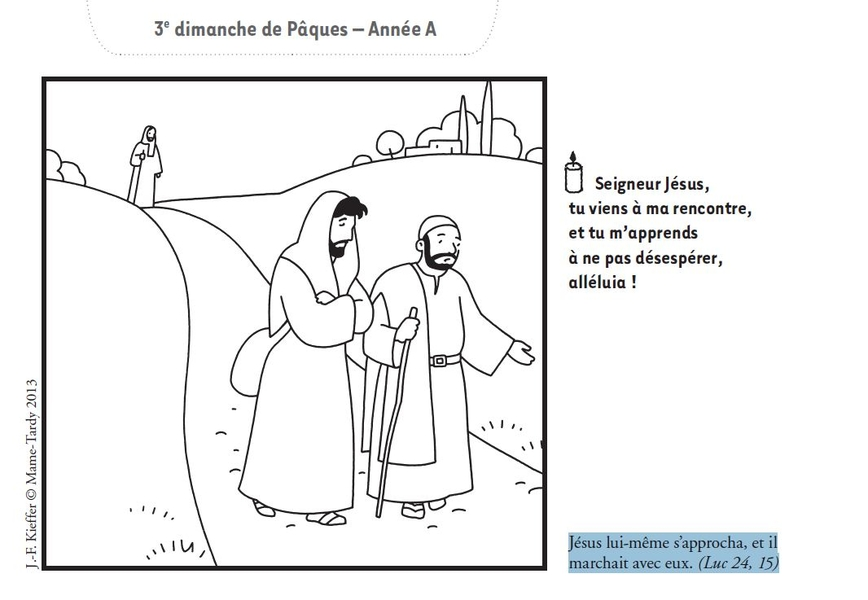 3e dimanche de Pâques – Année A
Seigneur Jésus,
tu viens à ma rencontre,
et tu m'apprends
à ne pas désespérer,
alléluia !
Jésus lui-même s'approcha, et il
marchait avec eux. (Luc 24, 15)
J.-F. Kieffer © Mame-Tardy 2013